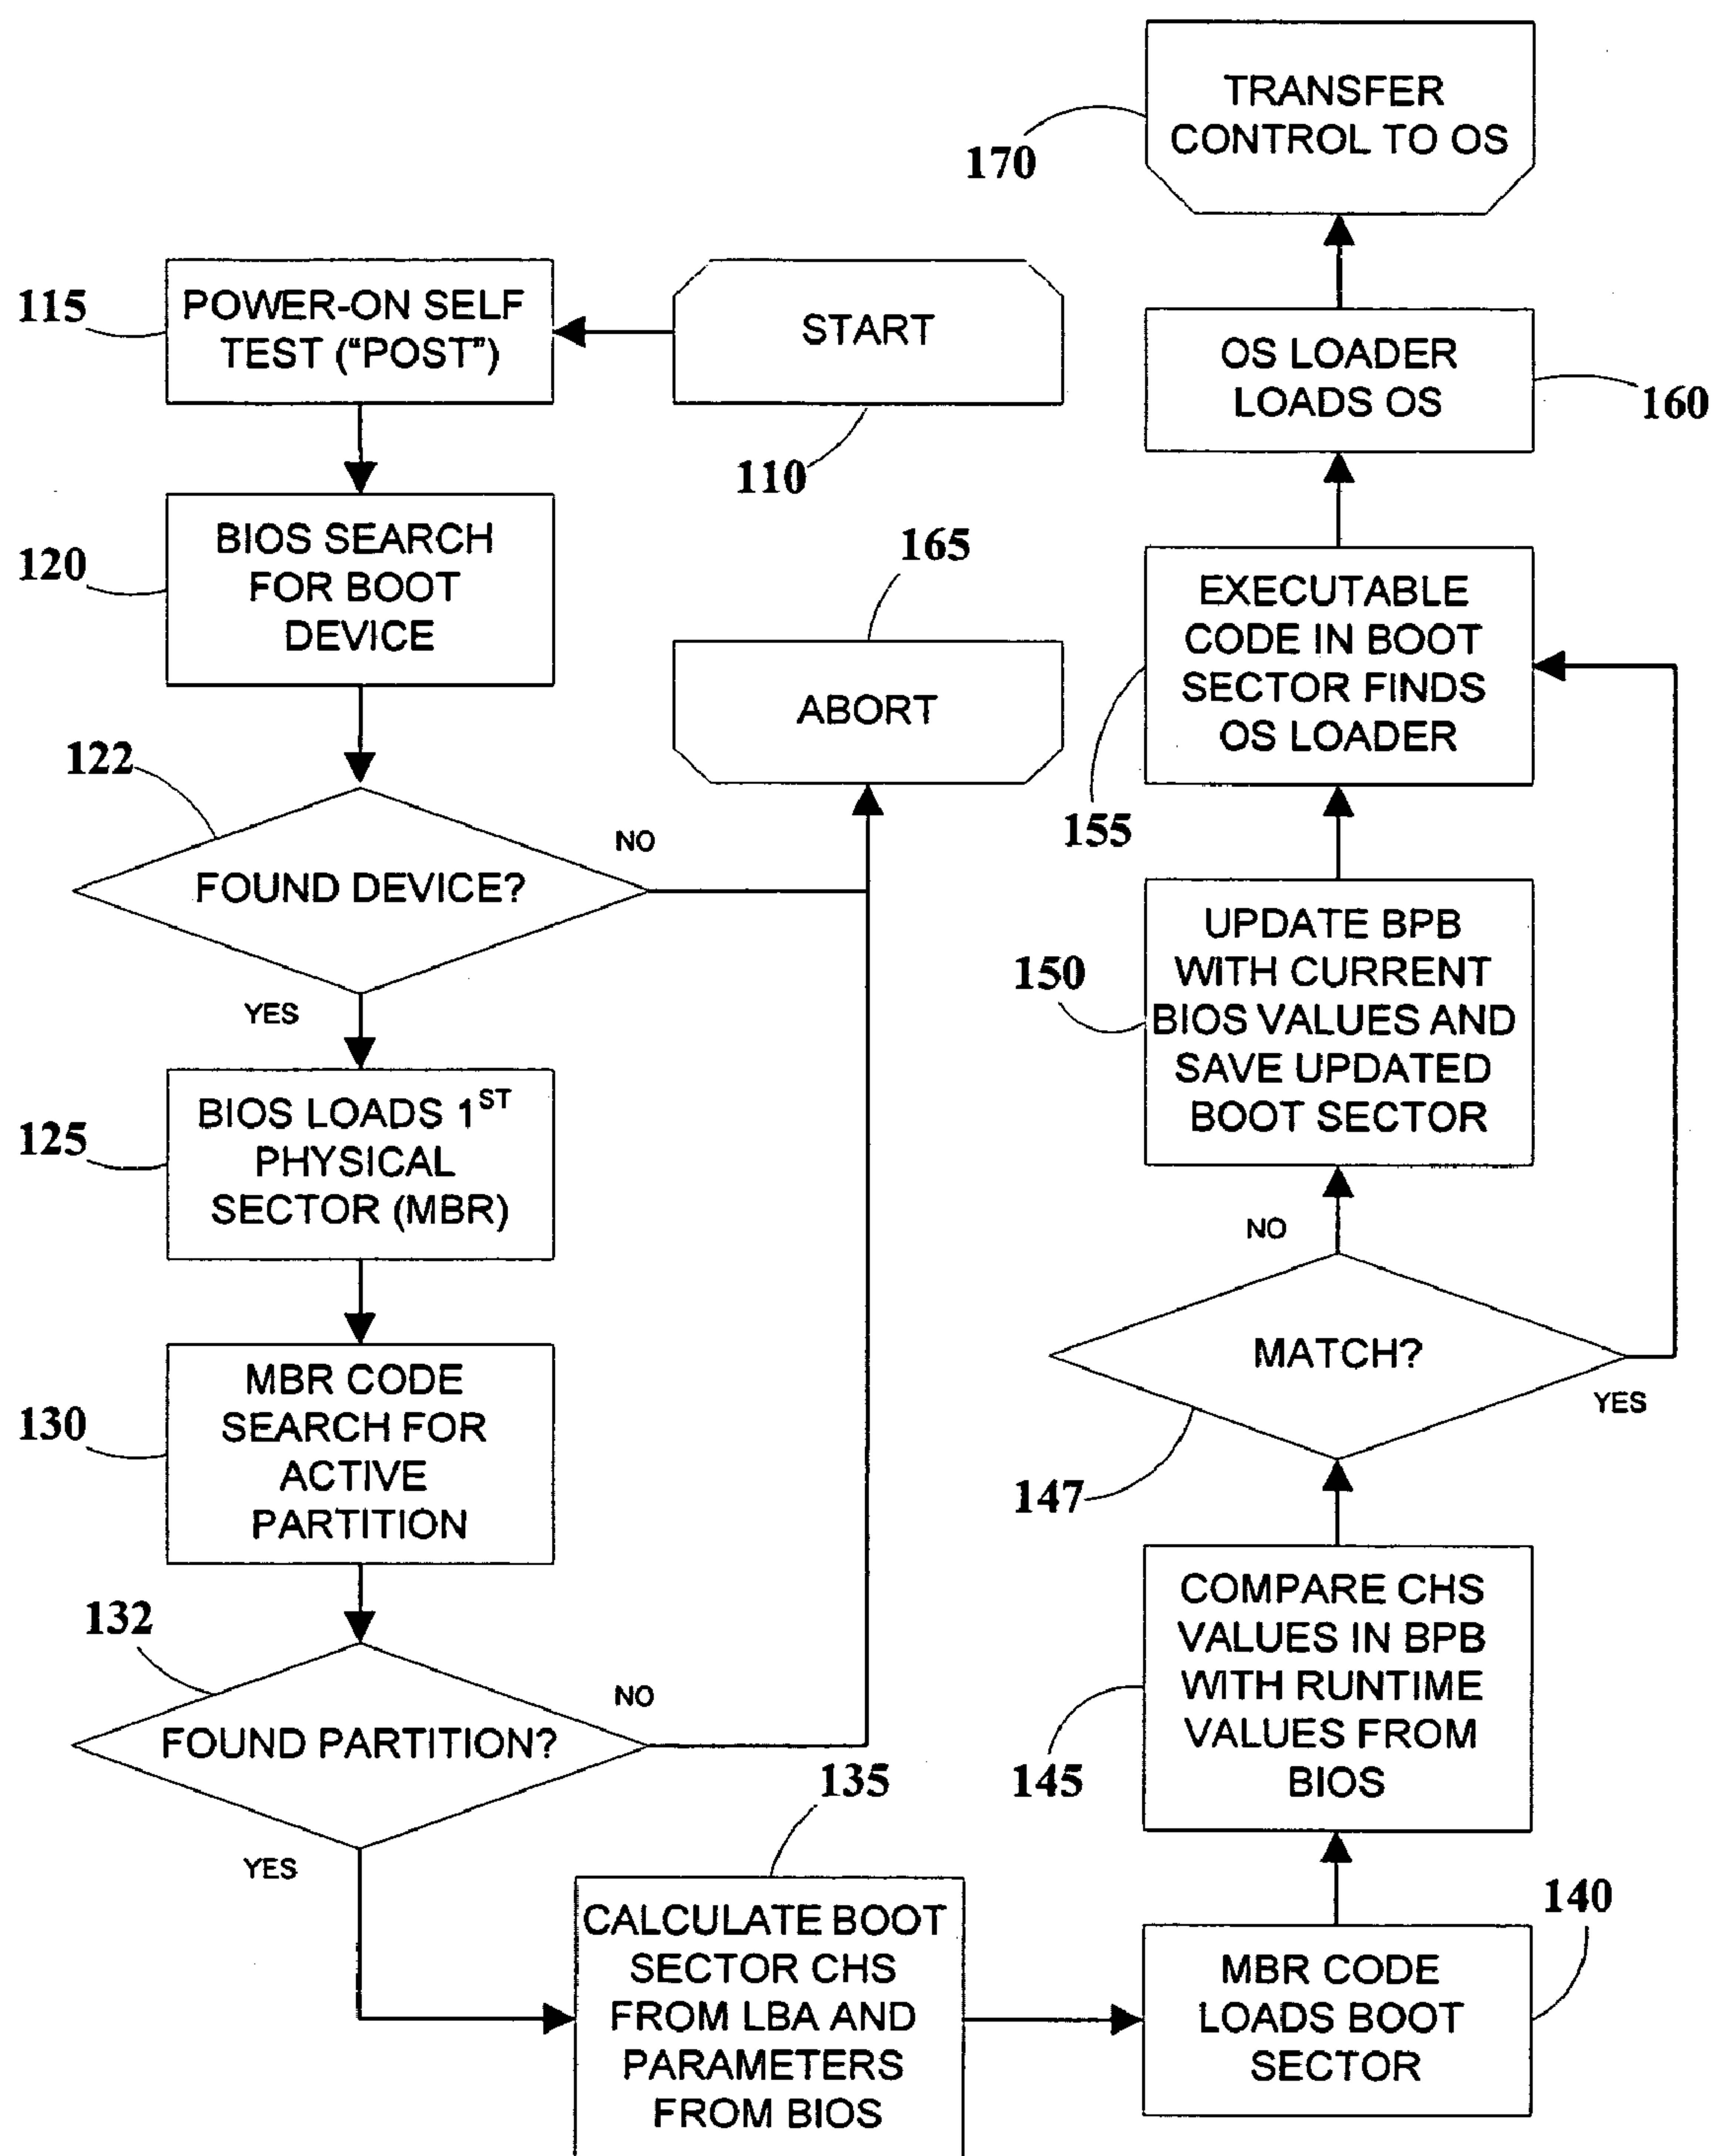 START
110
115
POWER-ON SELF
TEST ("POST")
120
BIOS SEARCH
FOR BOOT
DEVICE
122
FOUND DEVICE?
NO
YES
125
BIOS LOADS 1ST
PHYSICAL
SECTOR (MBR)
130
MBR CODE
SEARCH FOR
ACTIVE
PARTITION
132
FOUND PARTITION?
NO
YES
165
ABORT
135
CALCULATE BOOT
SECTOR CHS
FROM LBA AND
PARAMETERS
FROM BIOS
140
MBR CODE
LOADS BOOT
SECTOR
145
COMPARE CHS
VALUES IN BPB
WITH RUNTIME
VALUES FROM
BIOS
147
MATCH?
NO
YES
150
UPDATE BPB
WITH CURRENT
BIOS VALUES AND
SAVE UPDATED
BOOT SECTOR
155
EXECUTABLE
CODE IN BOOT
SECTOR FINDS
OS LOADER
160
OS LOADER
LOADS OS
170
TRANSFER
CONTROL TO OS